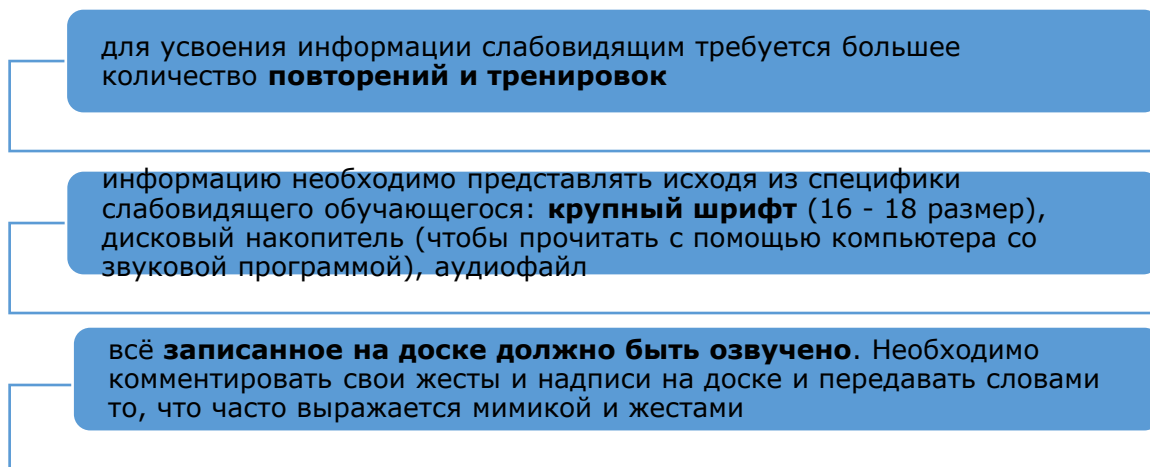 для усвоения информации слабовидящим требуется большее
количество повторений и тренировок
информацию необходимо представлять исходя из специфики
слабовидящего обучающегося: крупный шрифт (16 - 18 размер),
дисковый накопитель (чтобы прочитать с помощью компьютера со
звуковой программой), аудиофайл
всё записанное на доске должно быть озвучено. Необходимо
комментировать свои жесты и надписи на доске и передавать словами
то, что часто выражается мимикой и жестами